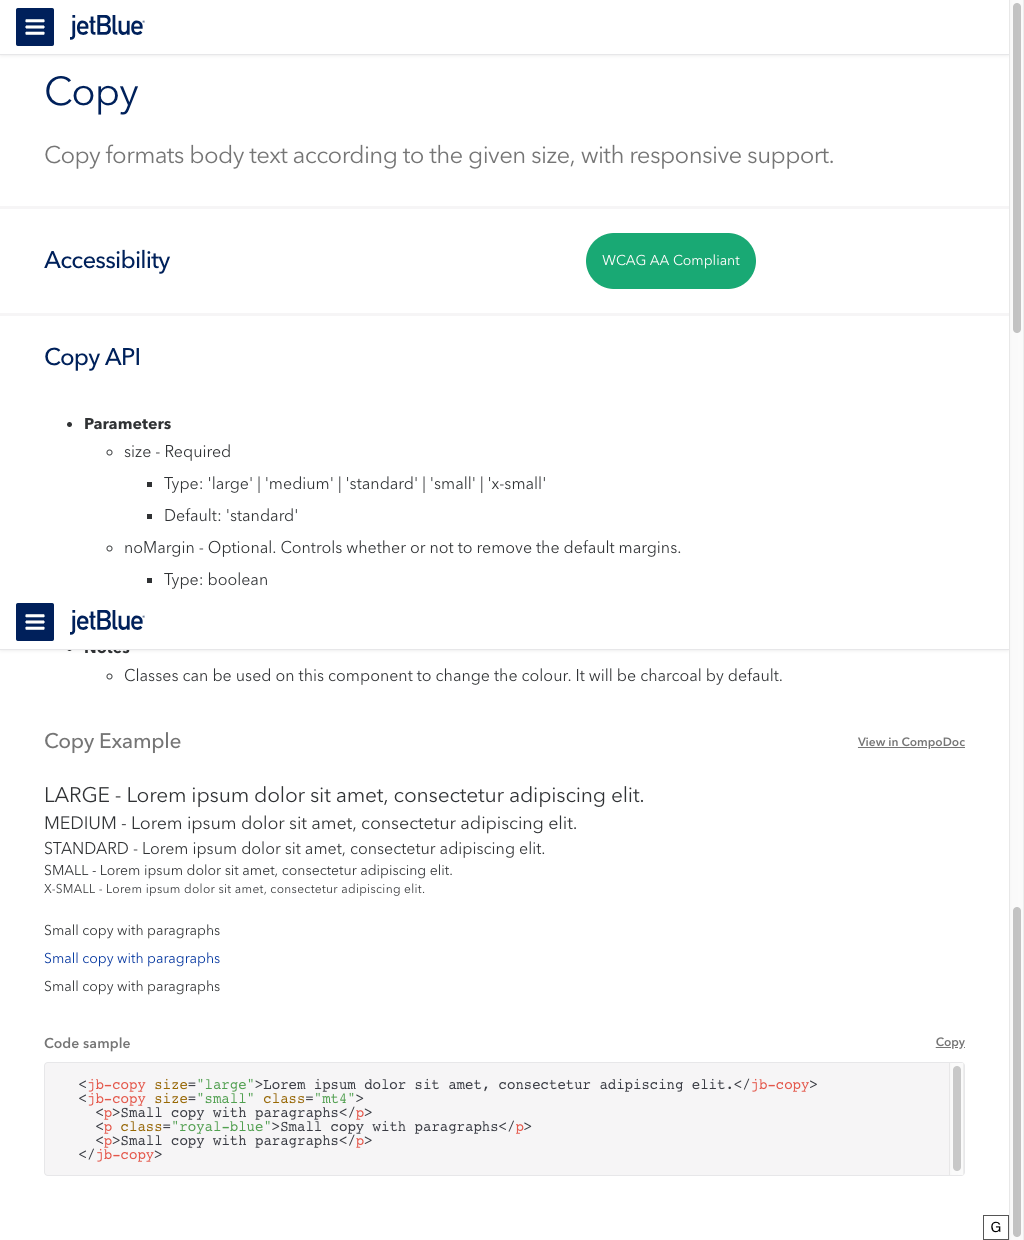 jetBlue
Copy
Copy formats body text according to the given size, with responsive support.
Accessibility
WCAG AA Compliant
Copy API
Parameters
size - Required
Type: 'large' | 'medium' | 'standard' | 'small' | 'x-small'
Default: 'standard'
noMargin - Optional. Controls whether or not to remove the default margins.
Type: boolean
jetBlue
Notes
Classes can be used on this component to change the colour. It will be charcoal by default.
Copy Example
View in CompoDoc
LARGE - Lorem ipsum dolor sit amet, consectetur adipiscing elit.
MEDIUM - Lorem ipsum dolor sit amet, consectetur adipiscing elit.
STANDARD - Lorem ipsum dolor sit amet, consectetur adipiscing elit.
SMALL - Lorem ipsum dolor sit amet, consectetur adipiscing elit.
X-SMALL - Lorem ipsum dolor sit amet, consectetur adipiscing elit.
Small copy with paragraphs
Small copy with paragraphs
Small copy with paragraphs
Code sample
Copy
<jb-copy size="large">Lorem ipsum dolor sit amet, consectetur adipiscing elit.</jb-copy>
<jb-copy size="small" class="mt4">
<p>Small copy with paragraphs</p>
<p class="royal-blue">Small copy with paragraphs</p>
<p>Small copy with paragraphs</p>
</jb-copy>
G